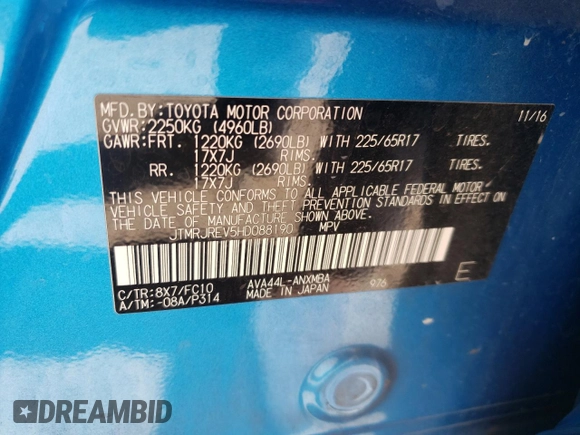 MFD. BY: TOYOTA MOTOR CORPORATION 11/16
GVWR: 2250KG (4960LB)
GAWR: FRT. 1220KG (2690LB) WITH 225/65R17 TIRES.
17X7J RIMS.
RR. 1220KG (2690LB) WITH 225/65R17 TIRES.
17X7J RIMS.
THIS VEHICLE CONFORMS TO ALL APPLICABLE FEDERAL MOTOR
VEHICLE SAFETY AND THEFT PREVENTION STANDARDS IN EFFECT ON
THE DATE OF MANUFACTURE SHOWN ABOVE.
JTMRJREV5HD088190 MPV
C/TR: 8X7/FC10 AVA44L-ANXMBA 976 E
A/TM: -08A/P314 MADE IN JAPAN
DREAMBID